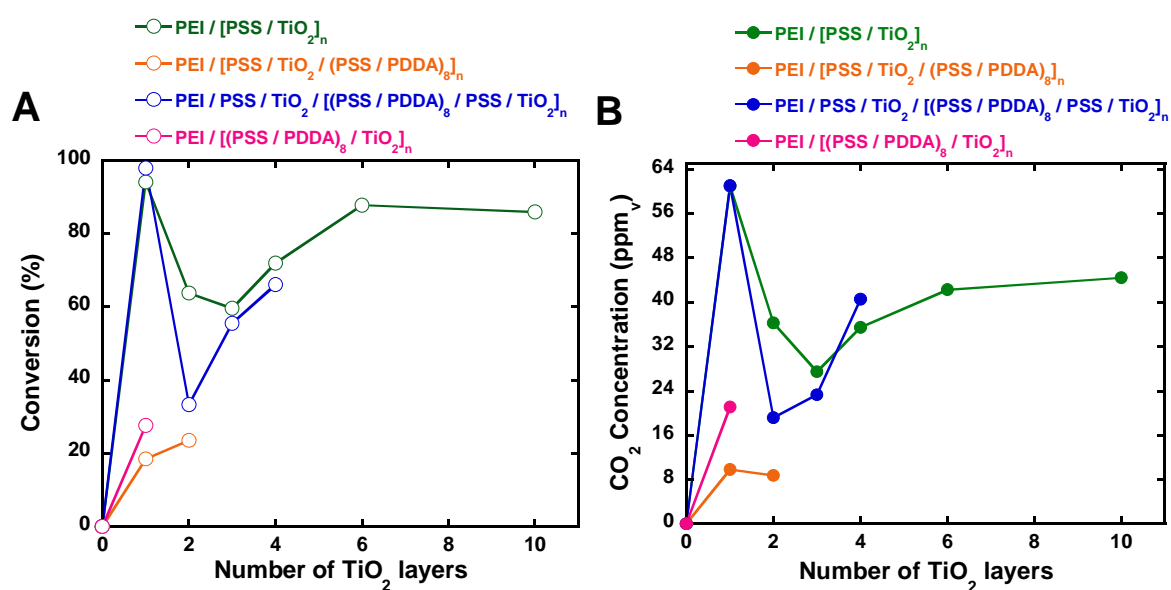 PEI / [PSS / TiO₂]ₙ
PEI / [PSS / TiO₂ / (PSS / PDDA)₈]ₙ
PEI / PSS / TiO₂ / [(PSS / PDDA)₈ / PSS / TiO₂]ₙ
PEI / [(PSS / PDDA)₈ / TiO₂]ₙ
A
100
80
60
40
20
0
Conversion (%)
0 2 4 6 8 10
Number of TiO₂ layers
PEI / [PSS / TiO₂]ₙ
PEI / [PSS / TiO₂ / (PSS / PDDA)₈]ₙ
PEI / PSS / TiO₂ / [(PSS / PDDA)₈ / PSS / TiO₂]ₙ
PEI / [(PSS / PDDA)₈ / TiO₂]ₙ
B
64
56
48
40
32
24
16
8
0
CO₂ Concentration (ppmᵥ)
0 2 4 6 8 10
Number of TiO₂ layers